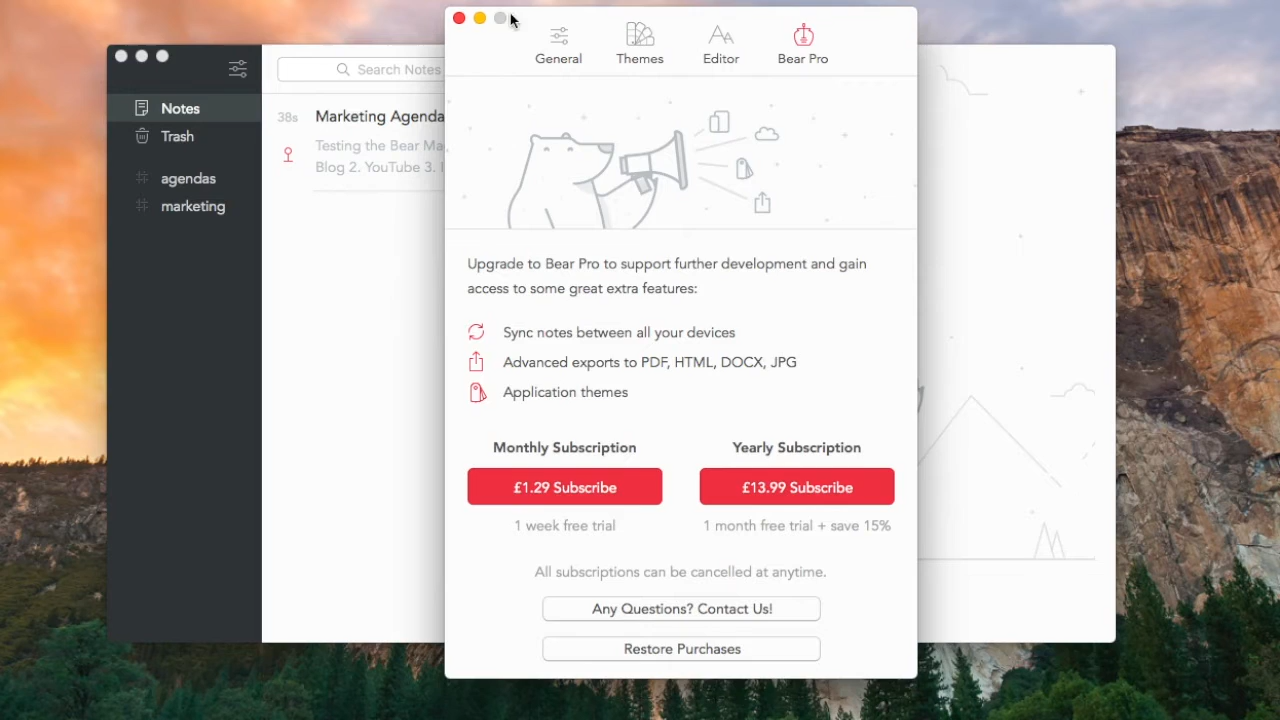 General
Themes
Editor
Bear Pro
Search Notes
Notes
Trash
agendas
marketing
38s
Marketing Agenda
Testing the Bear Ma
Blog 2. YouTube 3. I
Upgrade to Bear Pro to support further development and gain
access to some great extra features:
Sync notes between all your devices
Advanced exports to PDF, HTML, DOCX, JPG
Application themes
Monthly Subscription
£1.29 Subscribe
1 week free trial
Yearly Subscription
£13.99 Subscribe
1 month free trial + save 15%
All subscriptions can be cancelled at anytime.
Any Questions? Contact Us!
Restore Purchases